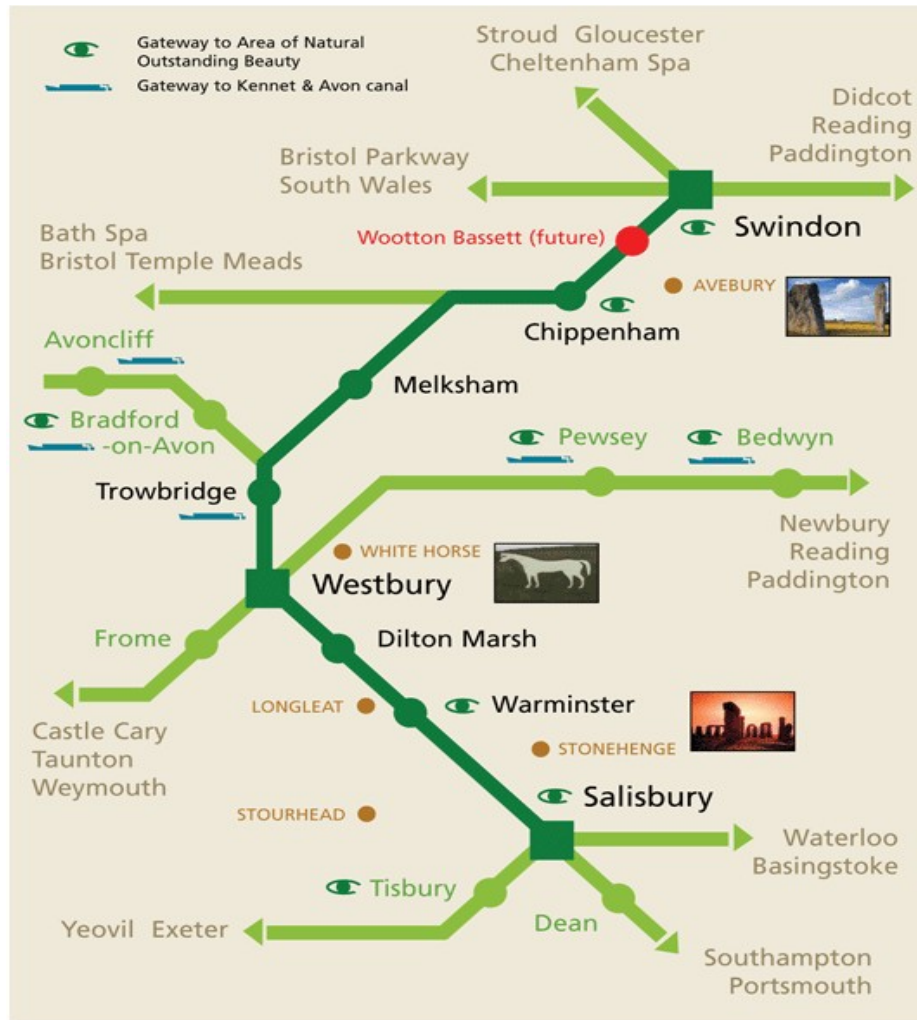 Gateway to Area of Natural
Outstanding Beauty
Gateway to Kennet & Avon canal
Stroud Gloucester
Cheltenham Spa
Didcot
Reading
Paddington
Bristol Parkway
South Wales
Swindon
Wootton Bassett (future)
Bath Spa
Bristol Temple Meads
AVEBURY
Chippenham
Avoncliff
Melksham
Bradford
-on-Avon
Pewsey
Bedwyn
Trowbridge
Newbury
Reading
Paddington
WHITE HORSE
Westbury
Frome
Dilton Marsh
LONGLEAT
Warminster
Castle Cary
Taunton
Weymouth
STONEHENGE
Salisbury
STOURHEAD
Waterloo
Basingstoke
Tisbury
Dean
Yeovil Exeter
Southampton
Portsmouth